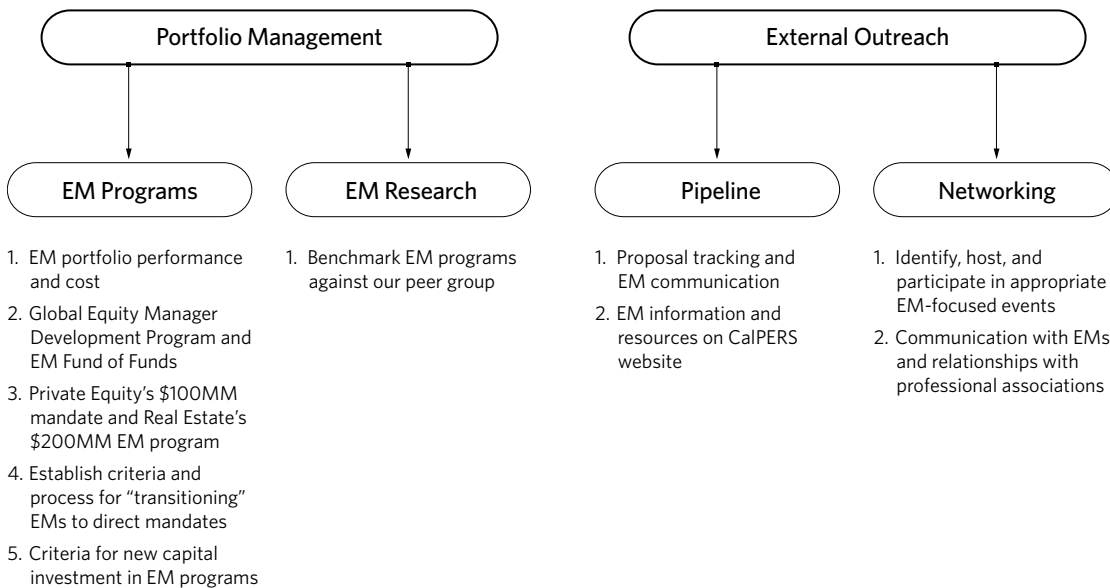 Portfolio Management
External Outreach
EM Programs
EM Research
Pipeline
Networking
1. EM portfolio performance
and cost
2. Global Equity Manager
Development Program and
EM Fund of Funds
3. Private Equity's $100MM
mandate and Real Estate's
$200MM EM program
4. Establish criteria and
process for “transitioning”
EMs to direct mandates
5. Criteria for new capital
investment in EM programs
1. Benchmark EM programs
against our peer group
1. Proposal tracking and
EM communication
2. EM information and
resources on CalPERS
website
1. Identify, host, and
participate in appropriate
EM-focused events
2. Communication with EMs
and relationships with
professional associations